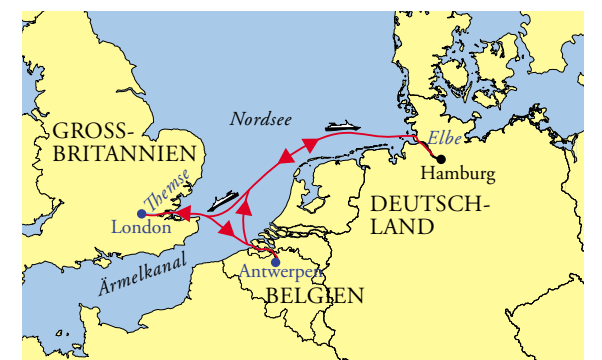 Nordsee
GROSS-
BRITANNIEN
Elbe
Hamburg
Themse
DEUTSCH-
LAND
London
Ärmelkanal
Antwerpen
BELGIEN